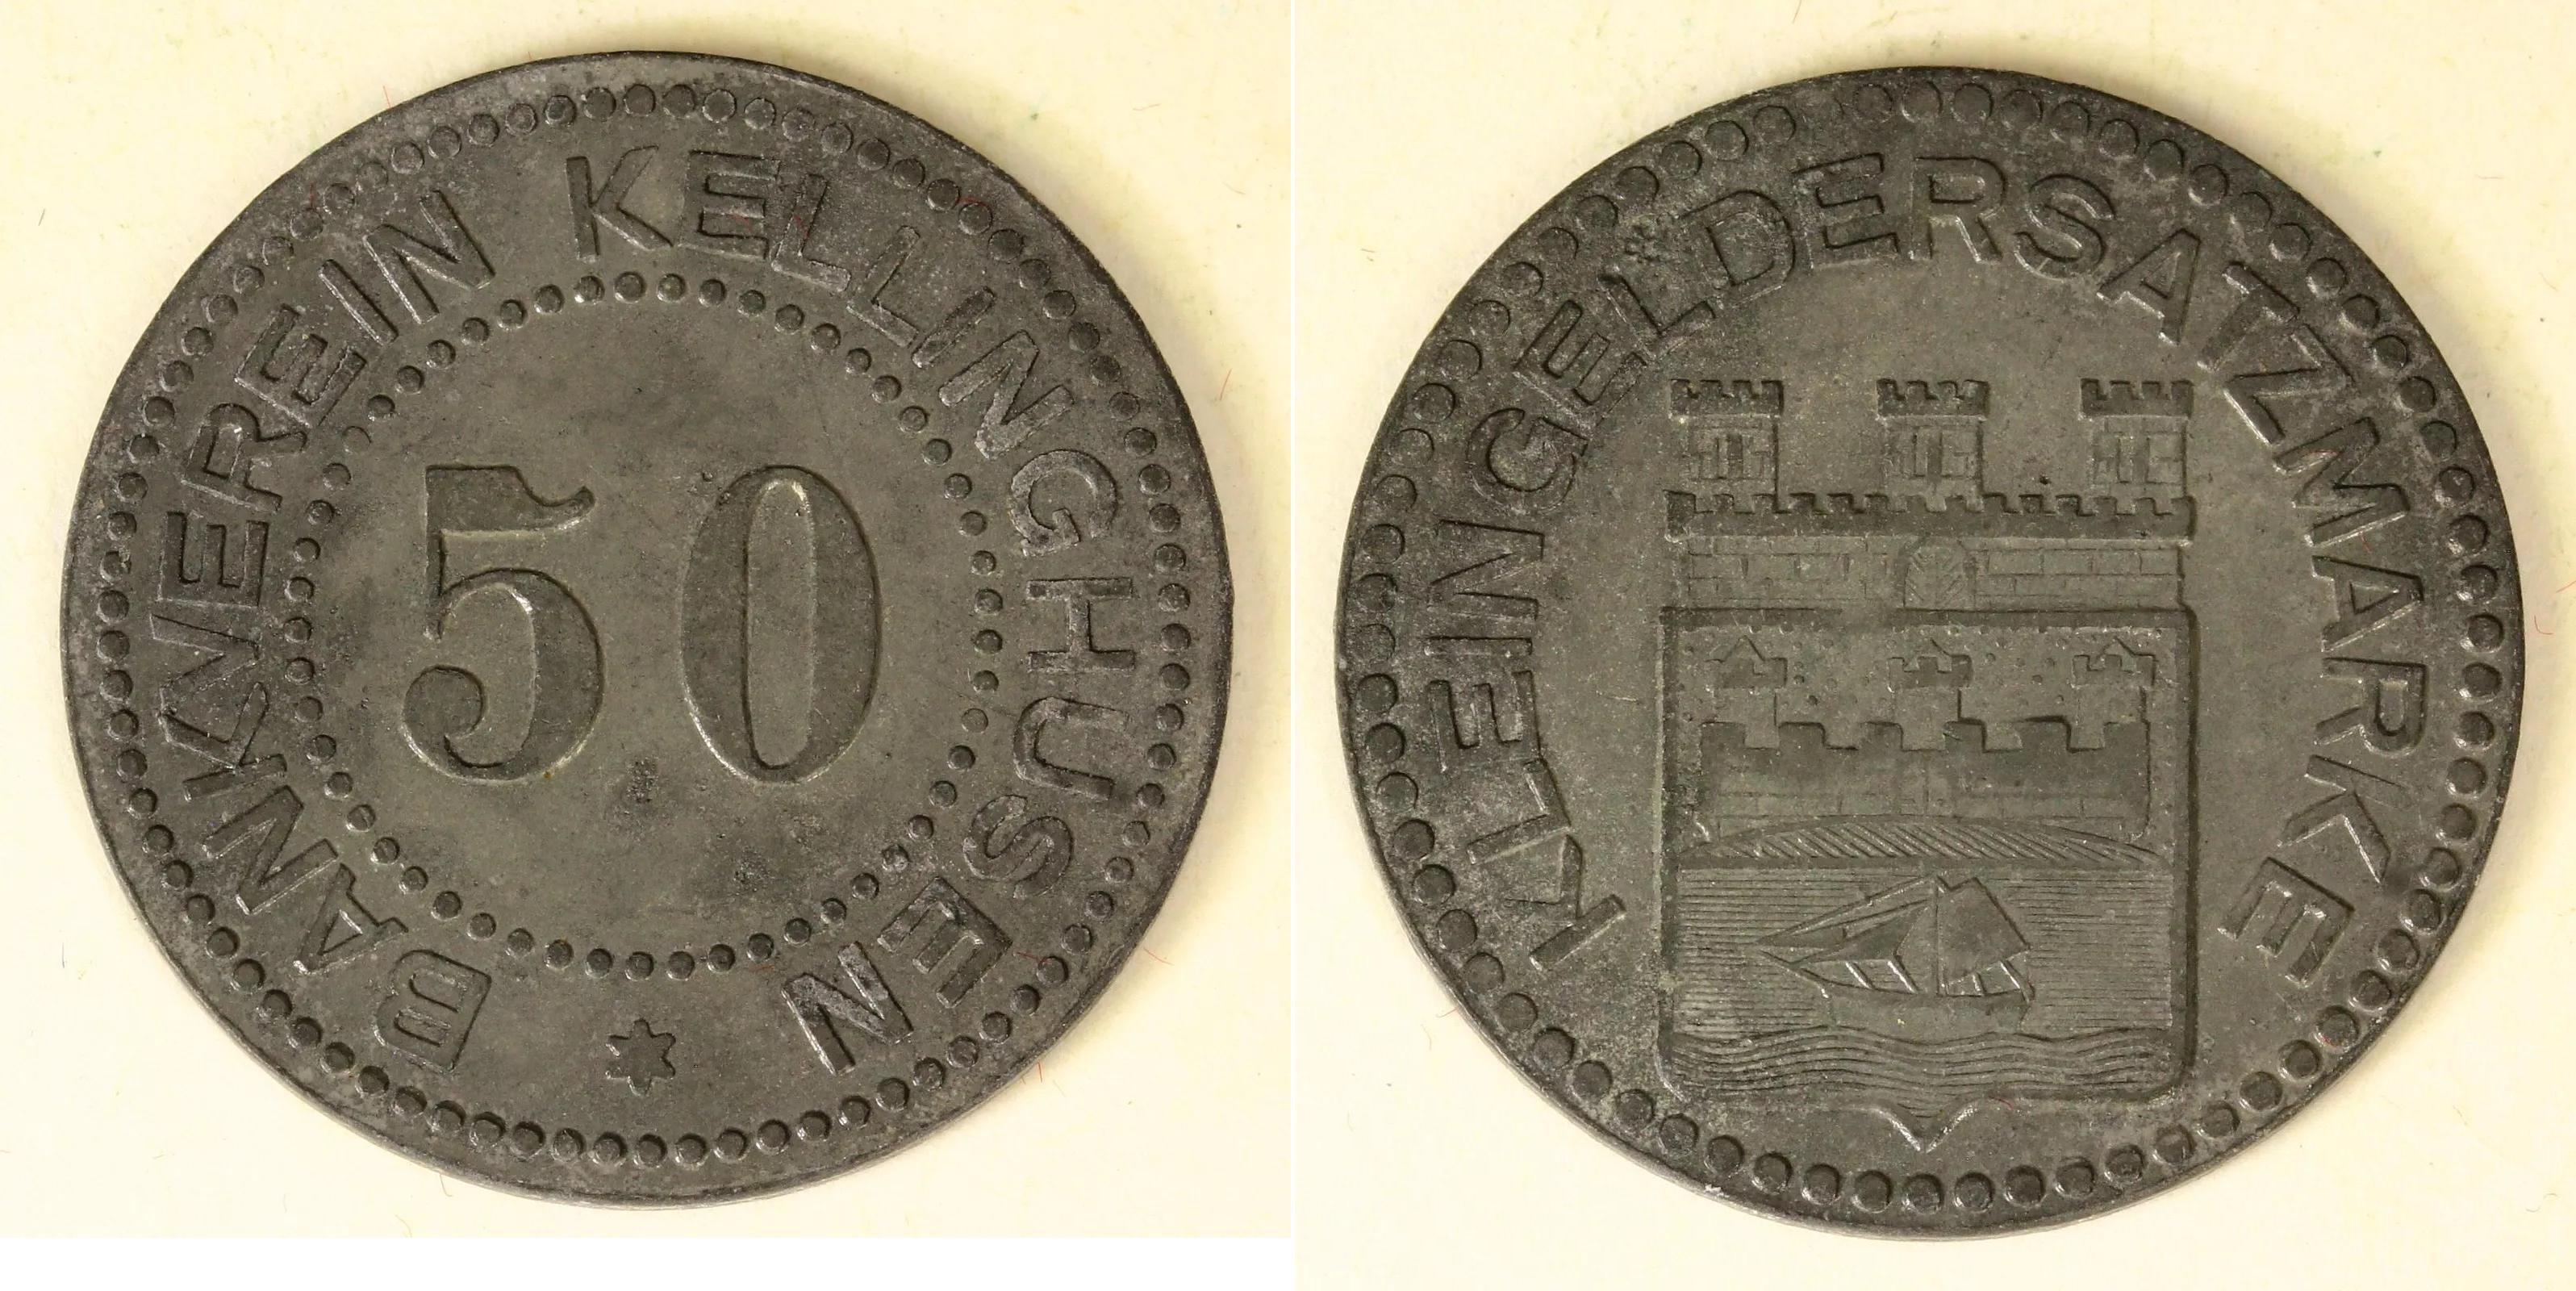 BANKVEREIN KELLINGHUSEN
50
KLEINGELDERSATZMARKE